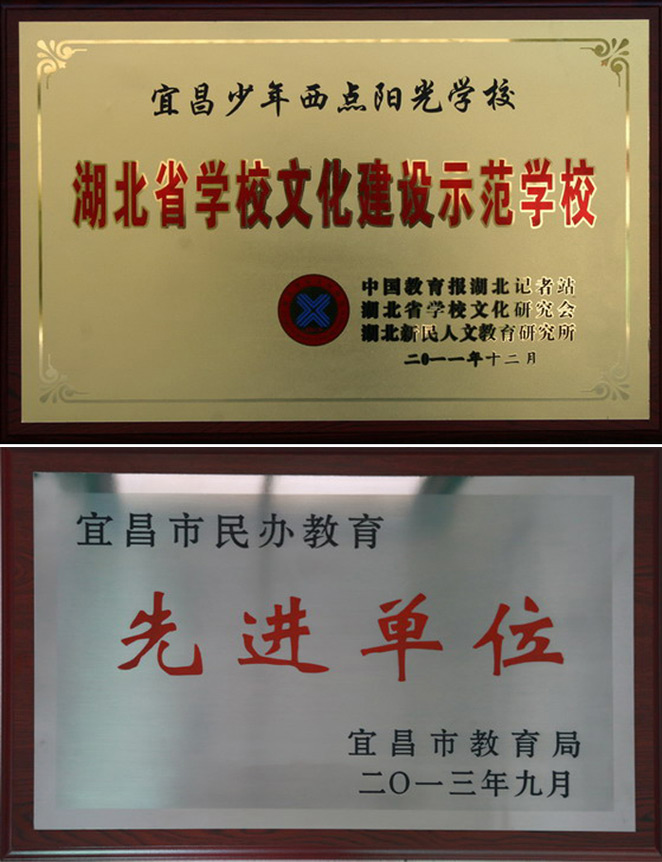 宜昌少年西点阳光学校
湖北省学校文化建设示范学校
中国教育报湖北记者站
湖北省学校文化研究会
湖北新民人文教育研究所
二0一一年十二月
宜昌市民办教育
先进单位
宜昌市教育局
二〇一三年九月